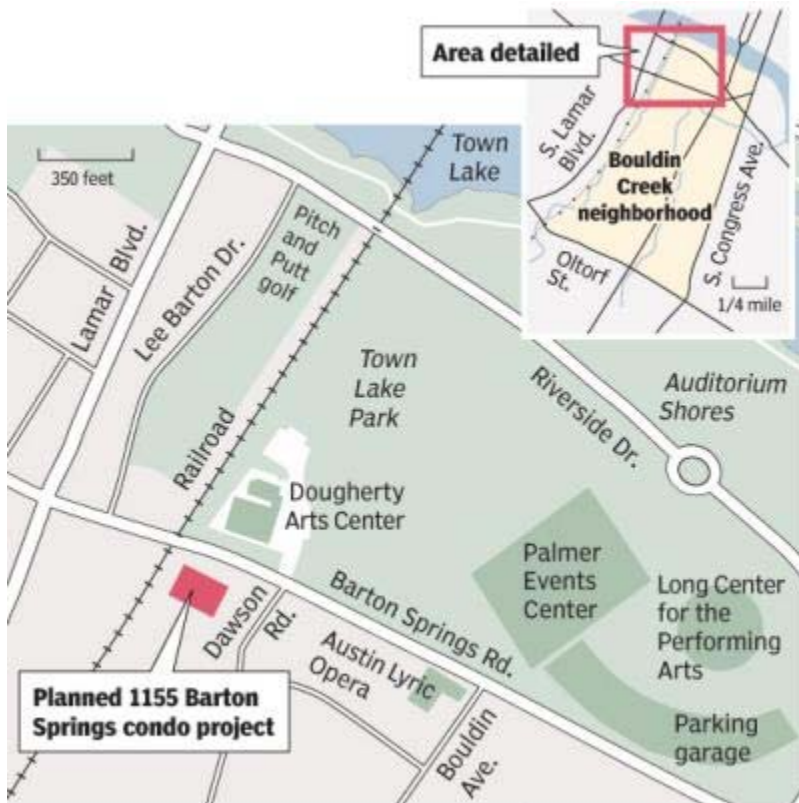 Area detailed
S. Lamar
Blvd.
Bouldin
Creek
neighborhood
S. Congress Ave.
Oltorf
St.
1/4 mile
350 feet
Town
Lake
Lamar Blvd.
Lee Barton Dr.
Pitch
and
Putt
golf
Railroad
Town
Lake
Park
Riverside Dr.
Auditorium
Shores
Dougherty
Arts Center
Palmer
Events
Center
Long Center
for the
Performing
Arts
Parking
garage
Barton Springs Rd.
Dawson
Rd.
Austin Lyric
Opera
Bouldin
Ave.
Planned 1155 Barton
Springs condo project